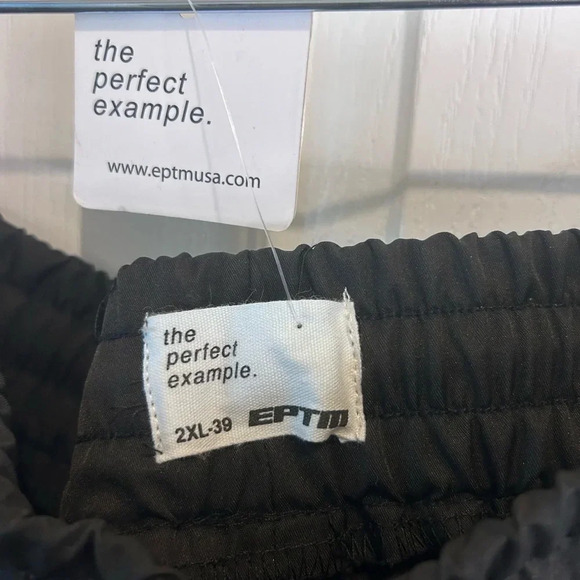 the
perfect
example.
www.eptmusa.com
the
perfect
example.
2XL-39 EPTM